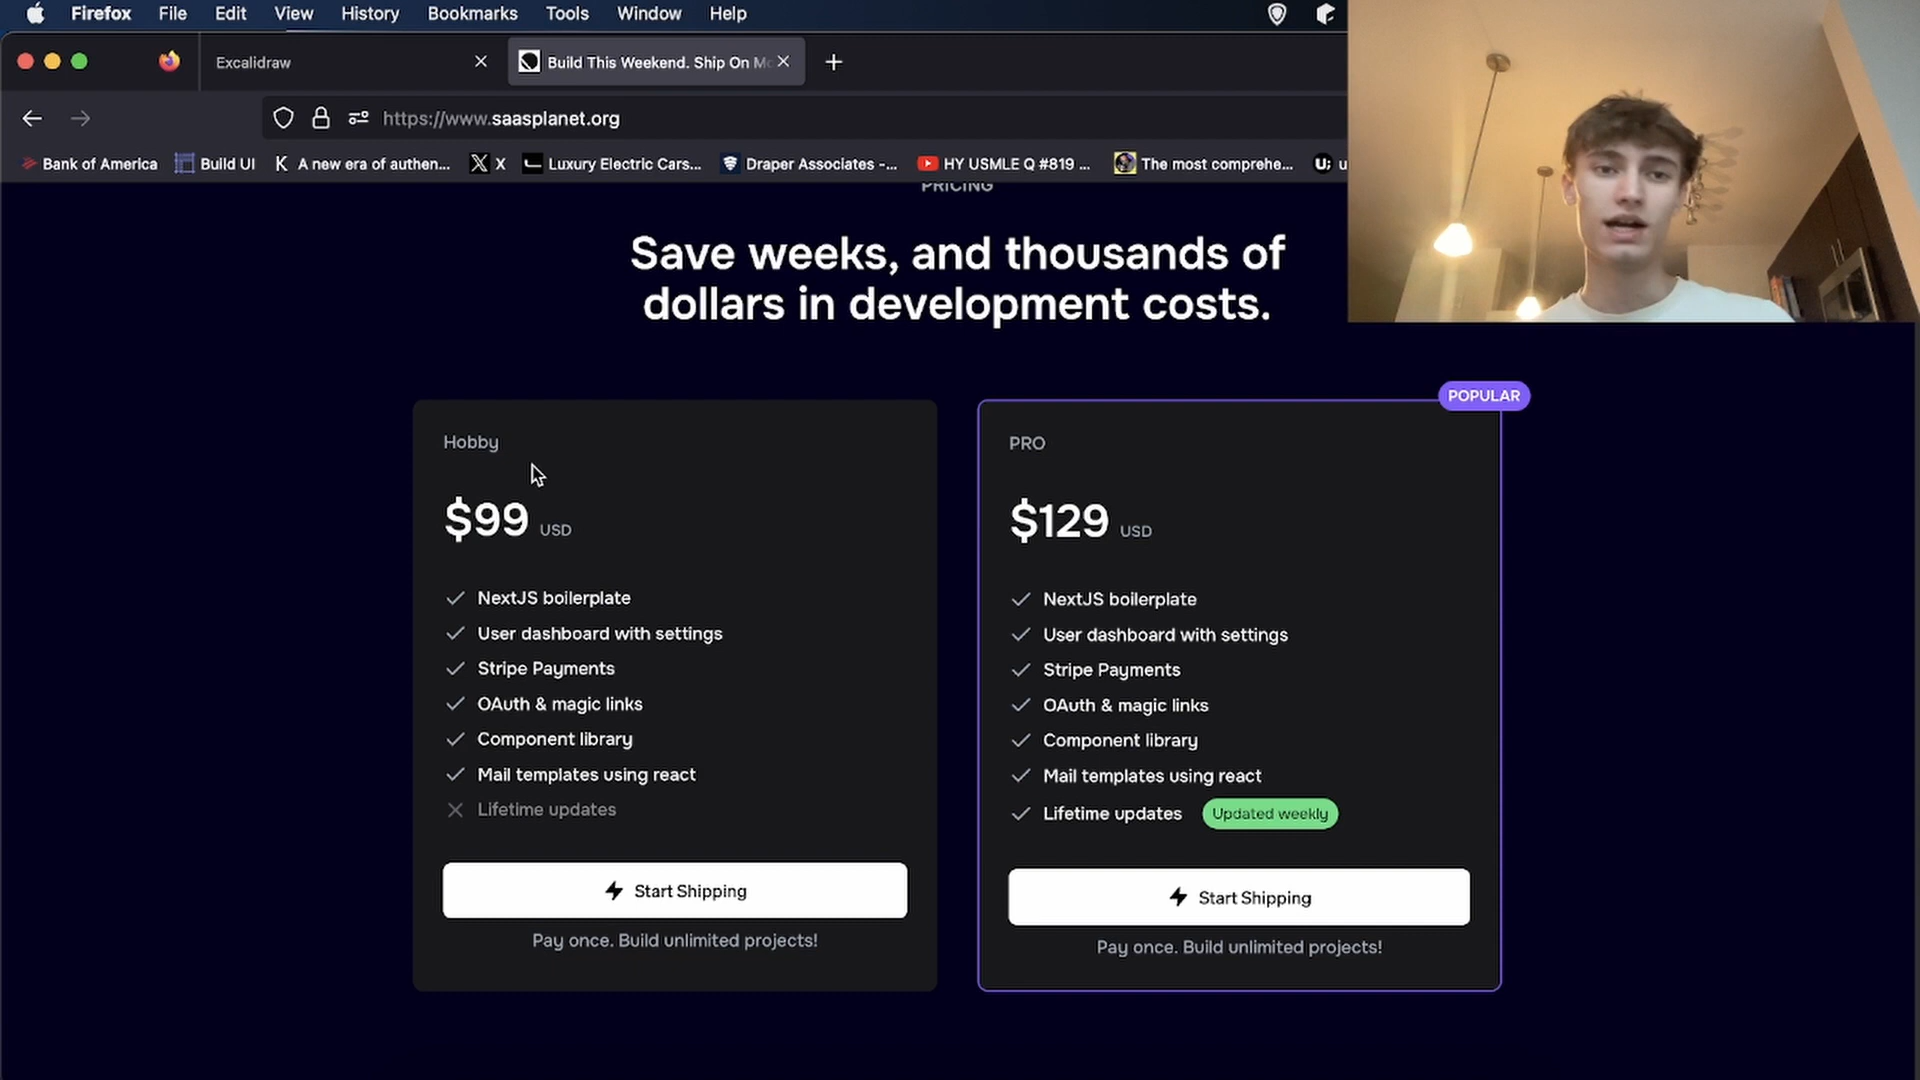 Firefox File Edit View History Bookmarks Tools Window Help
Excalidraw
Build This Weekend. Ship On Mo
https://www.saasplanet.org
Bank of America
Build UI
K A new era of authen...
X
Luxury Electric Cars...
Draper Associates -...
HY USMLE Q #819 ...
The most comprehe...
U: u
PRICING
Save weeks, and thousands of
dollars in development costs.
Hobby
$99 USD
NextJS boilerplate
User dashboard with settings
Stripe Payments
OAuth & magic links
Component library
Mail templates using react
Lifetime updates
Start Shipping
Pay once. Build unlimited projects!
POPULAR
PRO
$129 USD
NextJS boilerplate
User dashboard with settings
Stripe Payments
OAuth & magic links
Component library
Mail templates using react
Lifetime updates Updated weekly
Start Shipping
Pay once. Build unlimited projects!